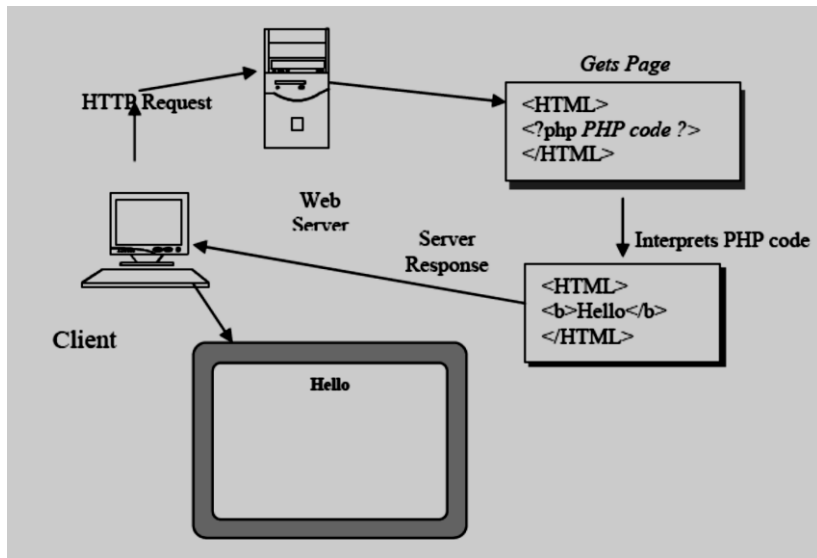 Gets Page
HTTP Request
<HTML>
<?php PHP code ?>
</HTML>
Web
Server
Server
Response
Interprets PHP code
<HTML>
<b>Hello</b>
</HTML>
Client
Hello